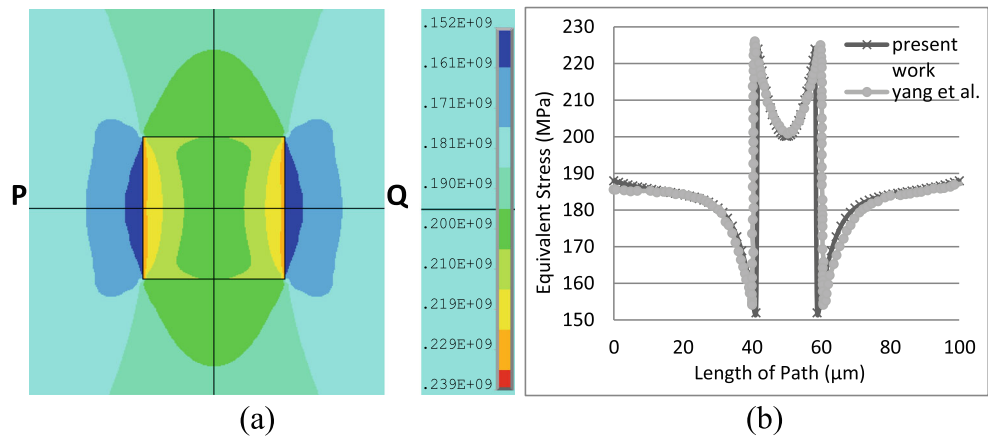 P
Q
.152E+09
.161E+09
.171E+09
.181E+09
.190E+09
.200E+09
.210E+09
.219E+09
.229E+09
.239E+09
(a)
b)
230
220
210
200
190
180
170
160
150
Equivalent Stress (MPa)
present
work
yang et al.
0
20
40
60
80
100
Length of Path (µm)
(b)